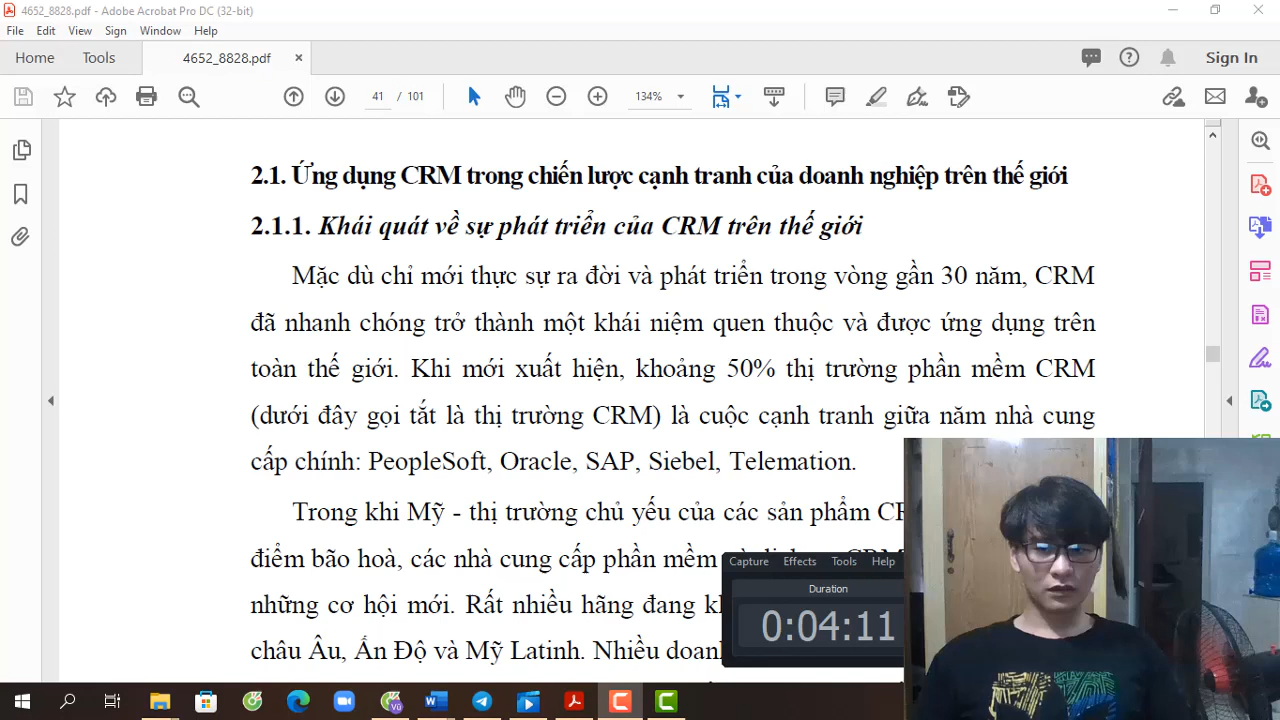 4652_8828.pdf - Adobe Acrobat Pro DC (32-bit)
File Edit View Sign Window Help
Home Tools 4652_8828.pdf × Sign In
41 / 101 134%
2.1. Ứng dụng CRM trong chiến lược cạnh tranh của doanh nghiệp trên thế giới
2.1.1. Khái quát về sự phát triển của CRM trên thế giới
Mặc dù chỉ mới thực sự ra đời và phát triển trong vòng gần 30 năm, CRM
đã nhanh chóng trở thành một khái niệm quen thuộc và được ứng dụng trên
toàn thế giới. Khi mới xuất hiện, khoảng 50% thị trường phần mềm CRM
(dưới đây gọi tắt là thị trường CRM) là cuộc cạnh tranh giữa năm nhà cung
cấp chính: PeopleSoft, Oracle, SAP, Siebel, Telemation.
Trong khi Mỹ - thị trường chủ yếu của các sản phẩm
điểm bão hoà, các nhà cung cấp phần mềm
những cơ hội mới. Rất nhiều hãng đang
châu Âu, Ấn Độ và Mỹ Latinh. Nhiều doanh
Capture Effects Tools Help
Duration
0:04:11